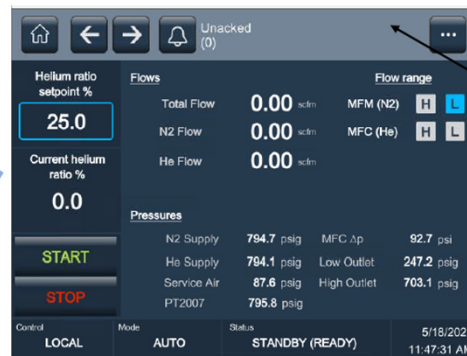 Unacked
(0)
...
Helium ratio
setpoint %
25.0
Current helium
ratio %
0.0
START
STOP
Flows
Flow range
Total Flow 0.00 scfm MFM (N2) H L
N2 Flow 0.00 scfm MFC (He) H L
He Flow 0.00 scfm
Pressures
N2 Supply 794.7 psig MFC Δp 92.7 psi
He Supply 794.1 psig Low Outlet 247.2 psig
Service Air 87.6 psig High Outlet 703.1 psig
PT2007 795.8 psig
Control Mode Status 5/18/202
LOCAL AUTO STANDBY (READY) 11:47:31 AM